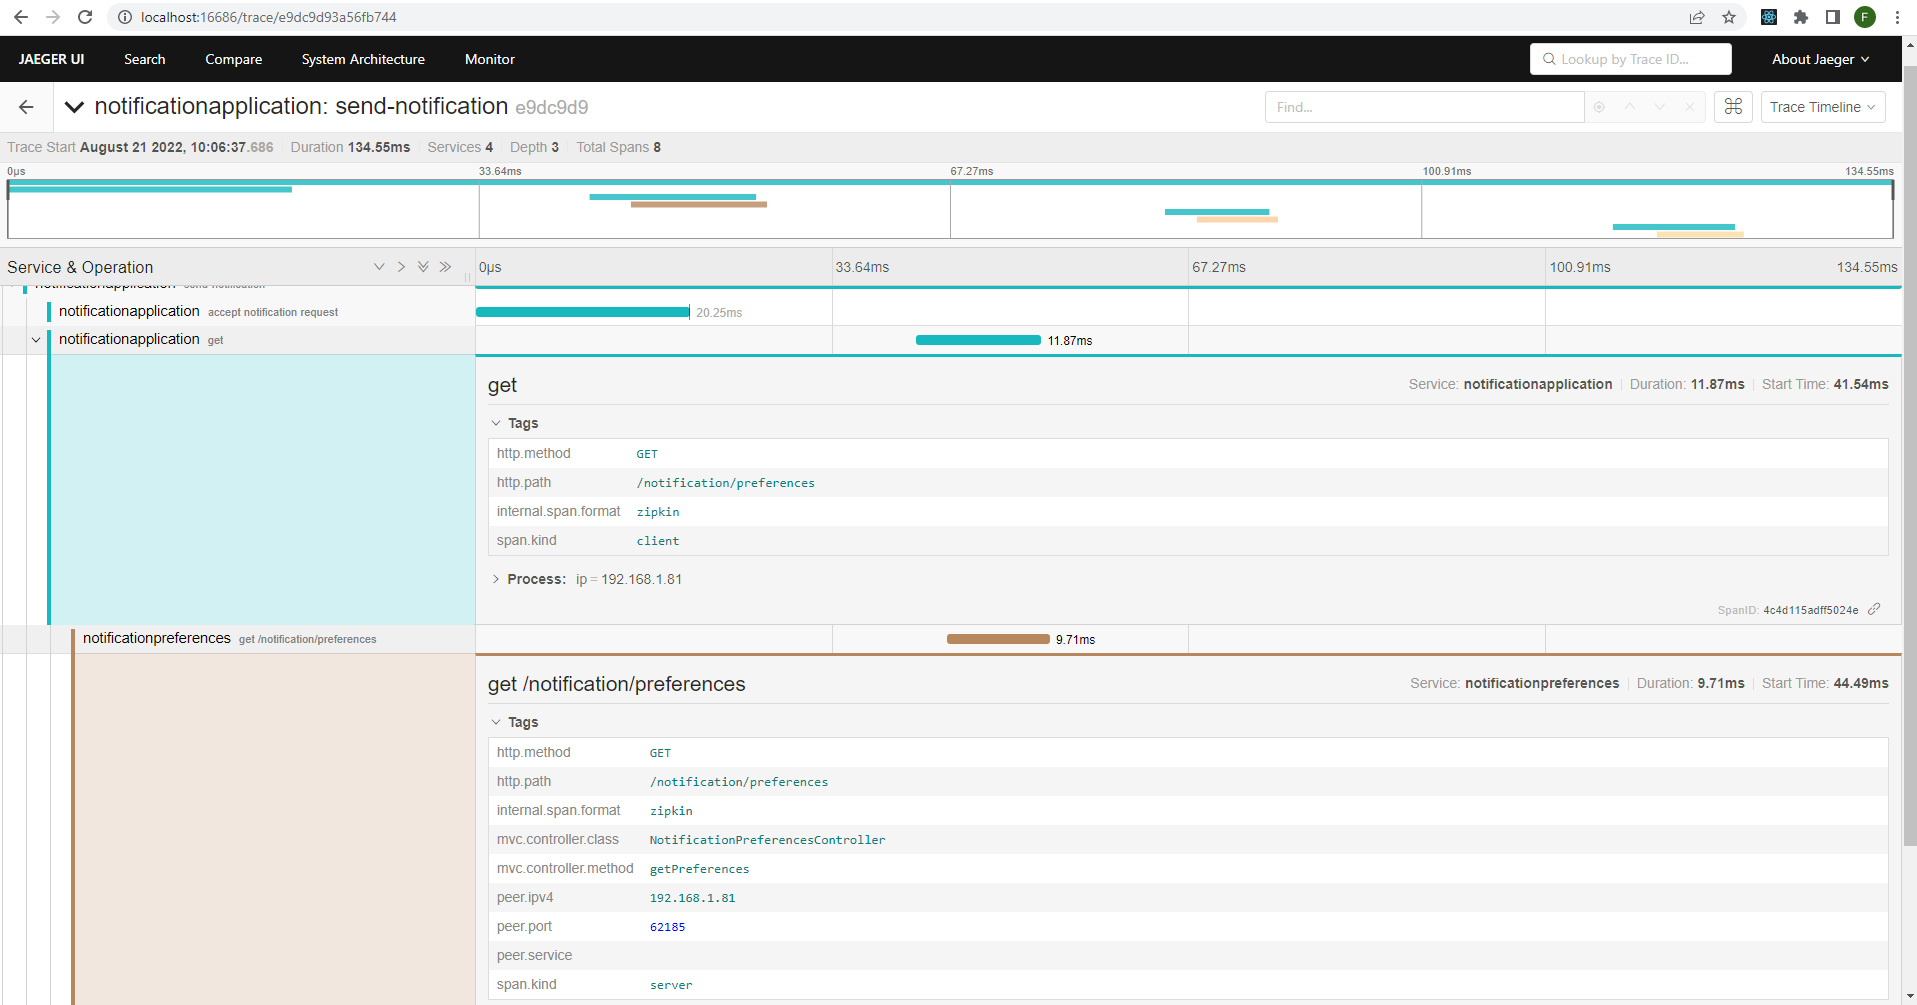 localhost:16686/trace/e9dc9d93a56fb744
F
JAEGER UI Search Compare System Architecture Monitor Lookup by Trace ID... About Jaeger
notificationapplication: send-notification e9dc9d9 Find... ⌘ Trace Timeline
Trace Start August 21 2022, 10:06:37.686 Duration 134.55ms Services 4 Depth 3 Total Spans 8
0μs 33.64ms 67.27ms 100.91ms 134.55ms
Service & Operation 0μs 33.64ms 67.27ms 100.91ms 134.55ms
notificationapplication send-notification
notificationapplication accept notification request 20.25ms
notificationapplication get 11.87ms
get Service: notificationapplication Duration: 11.87ms Start Time: 41.54ms
Tags
http.method GET
http.path /notification/preferences
internal.span.format zipkin
span.kind client
Process: ip = 192.168.1.81
SpanID: 4c4d115adff5024e
notificationpreferences get /notification/preferences 9.71ms
get /notification/preferences Service: notificationpreferences Duration: 9.71ms Start Time: 44.49ms
Tags
http.method GET
http.path /notification/preferences
internal.span.format zipkin
mvc.controller.class NotificationPreferencesController
mvc.controller.method getPreferences
peer.ipv4 192.168.1.81
peer.port 62185
peer.service
span.kind server